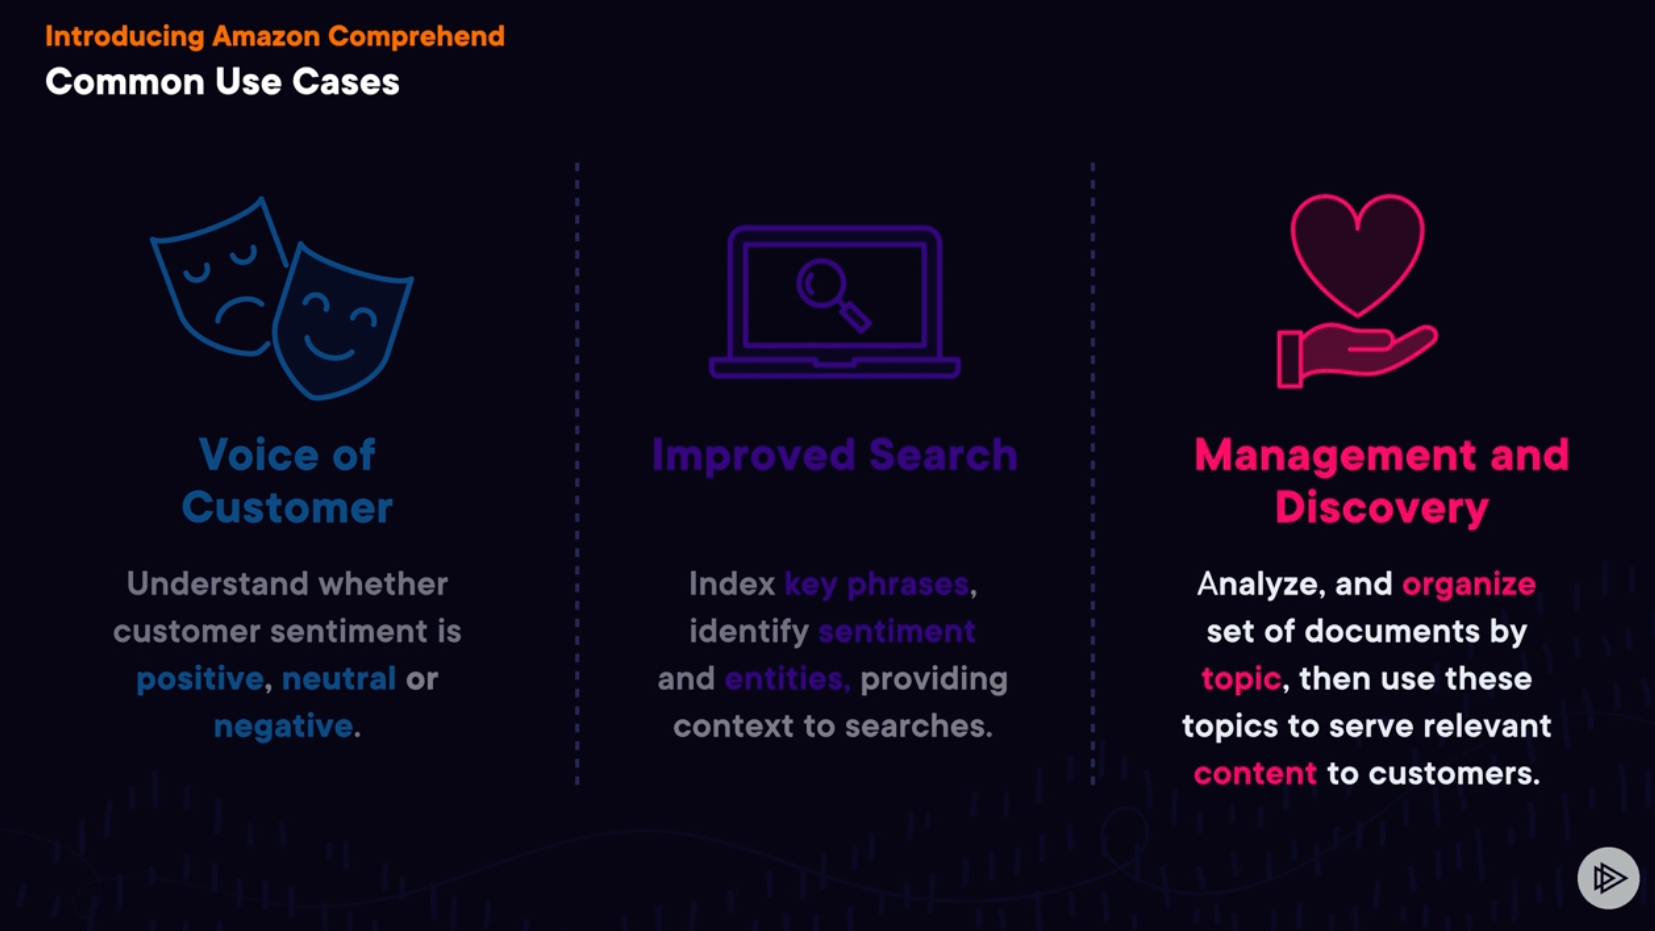 Introducing Amazon Comprehend
Common Use Cases
Voice of
Customer
Understand whether
customer sentiment is
positive, neutral or
negative.
Improved Search
Index key phrases,
identify sentiment
and entities, providing
context to searches.
Management and
Discovery
Analyze, and organize
set of documents by
topic, then use these
topics to serve relevant
content to customers.